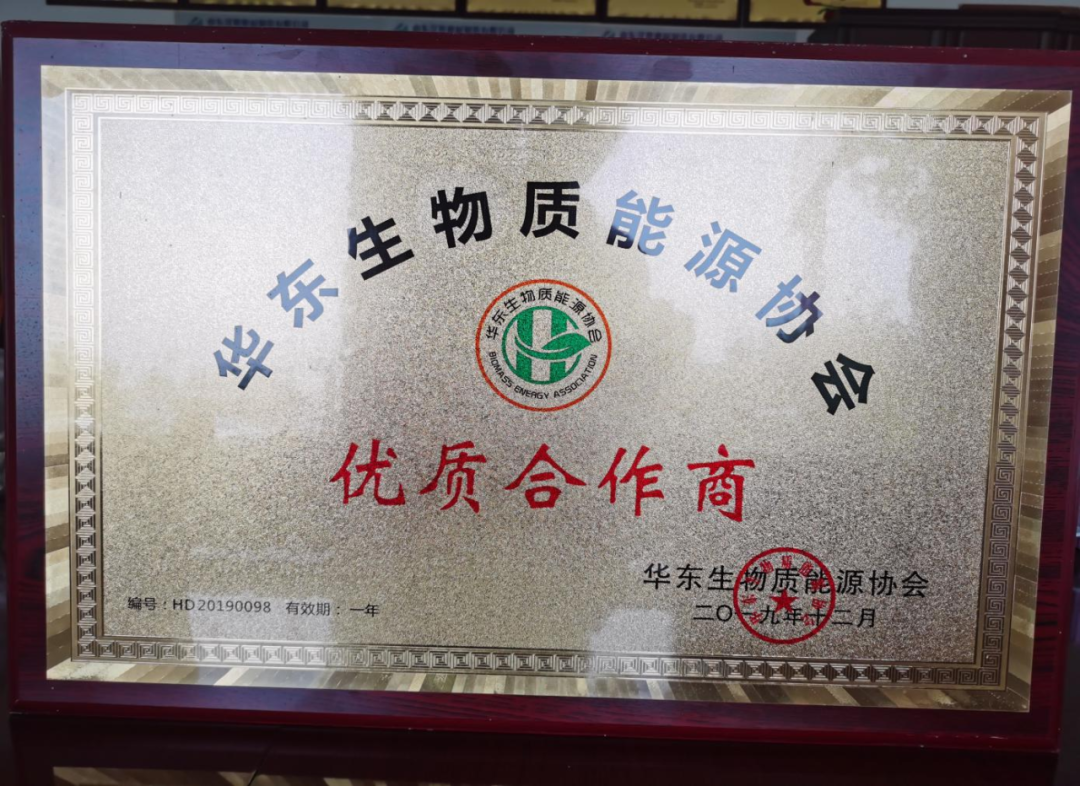 华东生物质能源协会
华东生物质能源协会
BIOMASS ENERGY ASSOCIATION
优质合作商
华东生物质能源协会
二〇一九年十二月
编号：HD20190098 有效期：一年